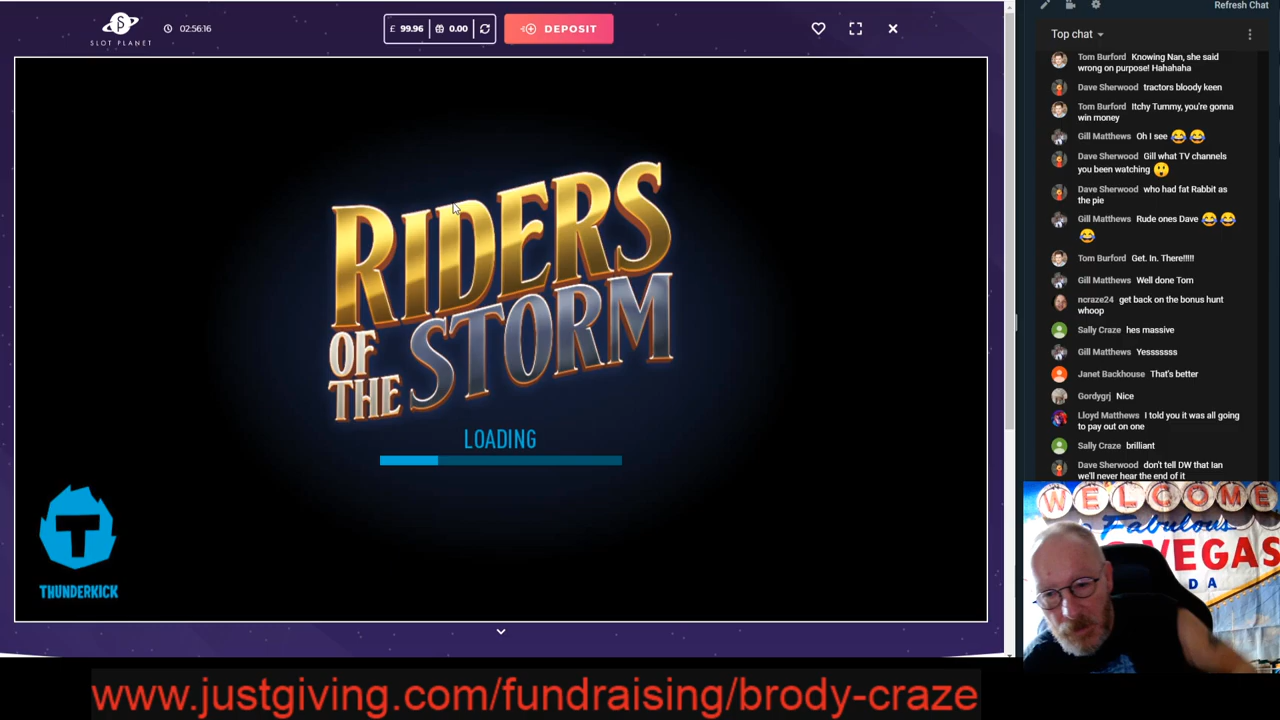 SLOT PLANET
02:56:16
£ 99.96
0.00
DEPOSIT
RIDERS
OF
THE STORM
LOADING
T
THUNDERKICK
Refresh Chat
Top chat
Tom Burford Knowing Nan, she said
wrong on purpose! Hahahaha
Dave Sherwood tractors bloody keen
Tom Burford Itchy Tummy, you're gonna
win money
Gill Matthews Oh I see 😂 😂
Dave Sherwood Gill what TV channels
you been watching 😲
Dave Sherwood who had fat Rabbit as
the pie
Gill Matthews Rude ones Dave 😂 😂
😂
Tom Burford Get. In. There!!!!!
Gill Matthews Well done Tom
ncraze24 get back on the bonus hunt
whoop
Sally Craze hes massive
Gill Matthews Yesssssss
Janet Backhouse That's better
Gordygrj Nice
Lloyd Matthews I told you it was all going
to pay out on one
Sally Craze brilliant
Dave Sherwood don't tell DW that Ian
we'll never hear the end of it
WELCOME
Fabulous
VEGAS
DA
www.justgiving.com/fundraising/brody-craze